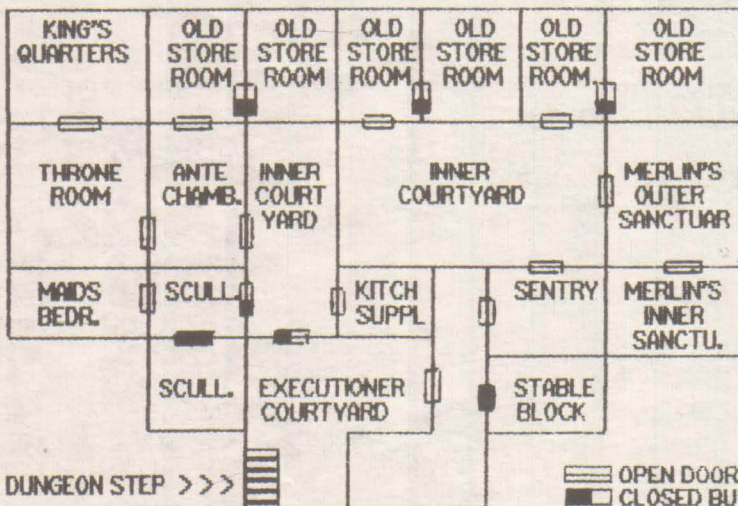 KING'S
QUARTERS
OLD
STORE
ROOM
OLD
STORE
ROOM
OLD
STORE
ROOM
OLD
STORE
ROOM
OLD
STORE
ROOM.
OLD
STORE
ROOM
THRONE
ROOM
ANTE
CHAMB.
INNER
COURT
YARD
INNER
COURTYARD
MERLIN'S
OUTER
SANCTUAR
MAIDS
BEDR.
SCULL.
KITCH
SUPPL
SENTRY
MERLIN'S
INNER
SANCTU.
SCULL.
EXECUTIONER
COURTYARD
STABLE
BLOCK
DUNGEON STEP >>>
OPEN DOOR
CLOSED BU